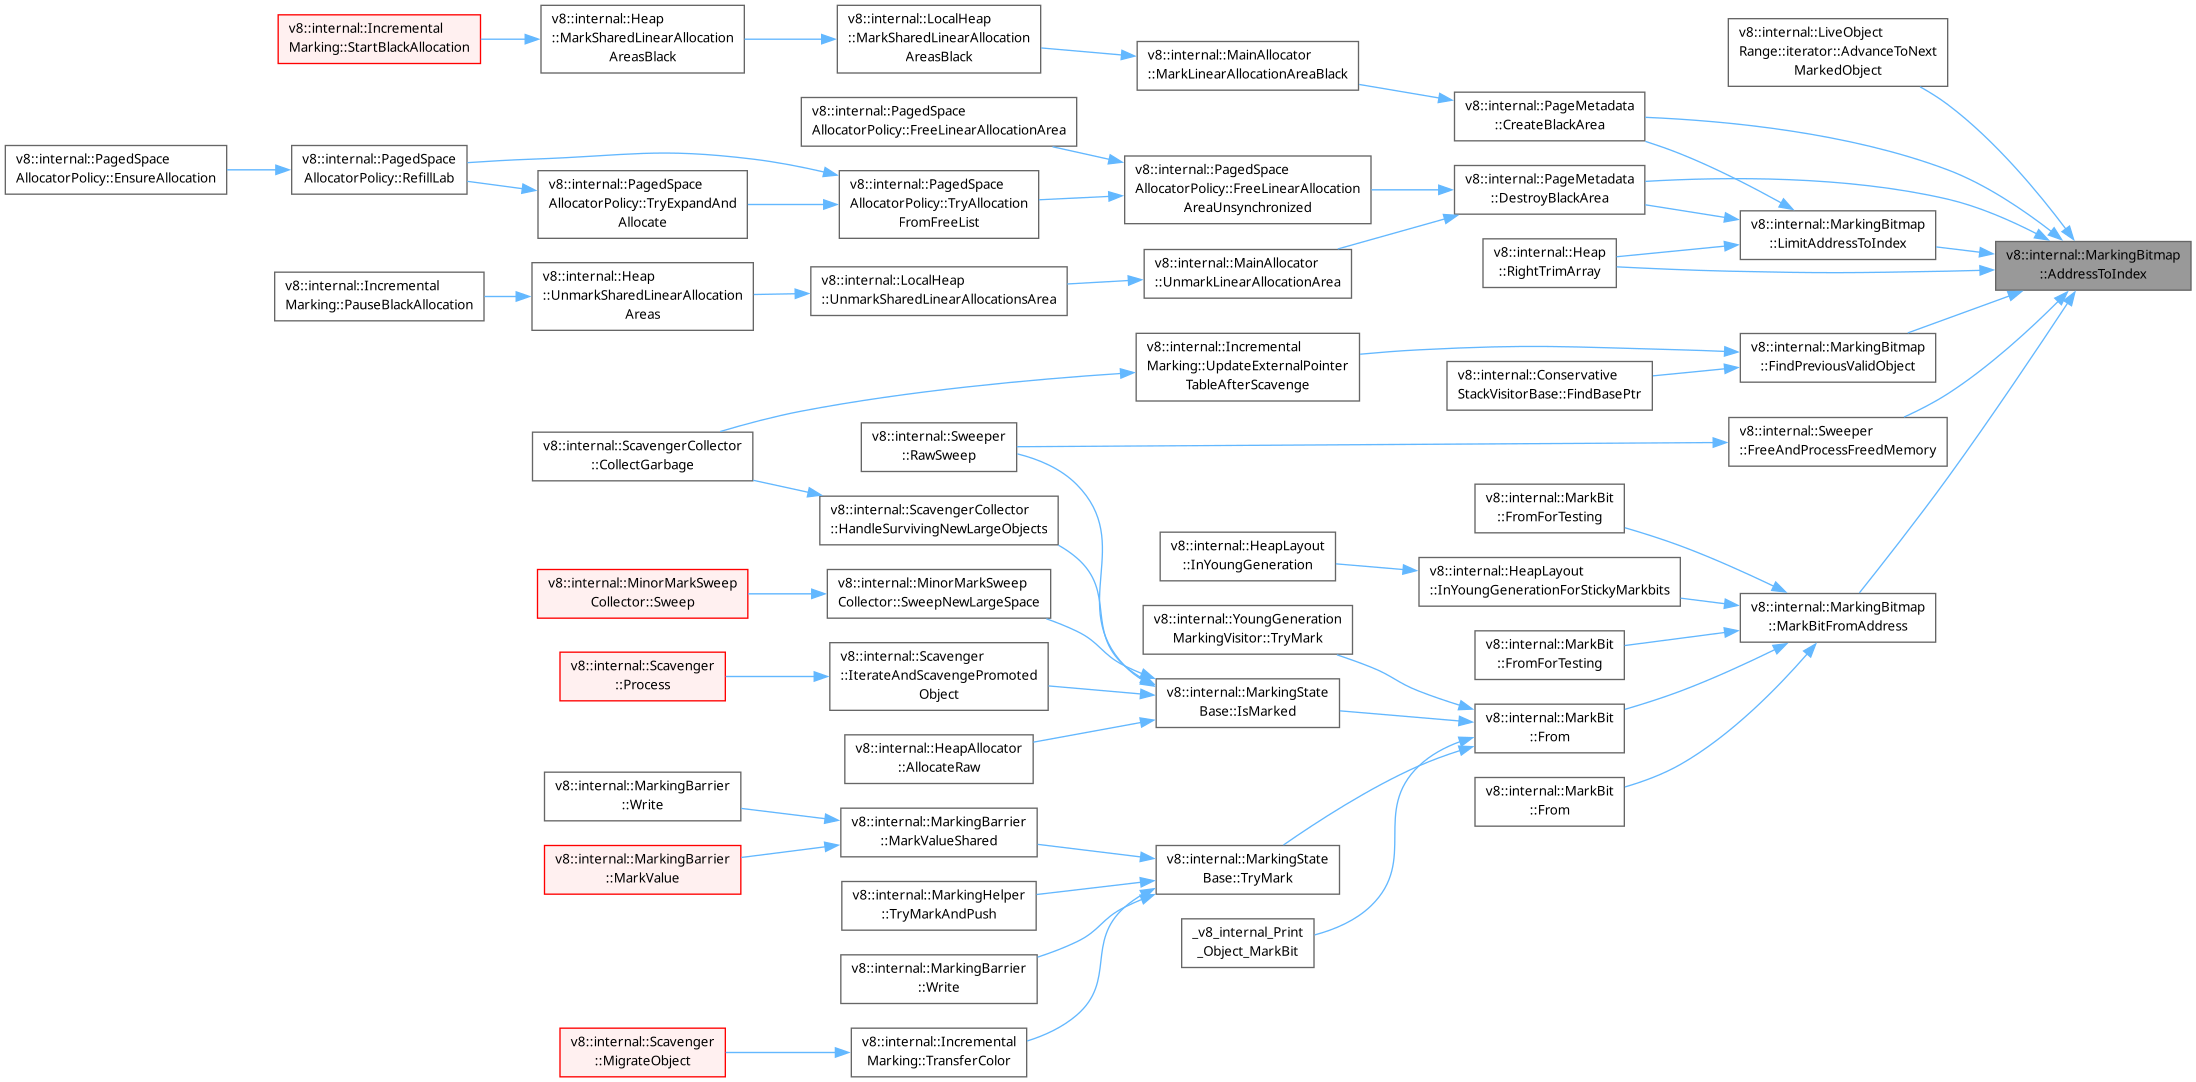 v8::internal::Incremental
Marking::StartBlackAllocation
v8::internal::Heap
::MarkSharedLinearAllocation
AreasBlack
v8::internal::LocalHeap
::MarkSharedLinearAllocation
AreasBlack
v8::internal::MainAllocator
::MarkLinearAllocationAreaBlack
v8::internal::LiveObject
Range::iterator::AdvanceToNext
MarkedObject
v8::internal::PagedSpace
AllocatorPolicy::FreeLinearAllocationArea
v8::internal::PageMetadata
::CreateBlackArea
v8::internal::PagedSpace
AllocatorPolicy::EnsureAllocation
v8::internal::PagedSpace
AllocatorPolicy::RefillLab
v8::internal::PagedSpace
AllocatorPolicy::TryExpandAnd
Allocate
v8::internal::PagedSpace
AllocatorPolicy::TryAllocation
FromFreeList
v8::internal::PagedSpace
AllocatorPolicy::FreeLinearAllocation
AreaUnsynchronized
v8::internal::PageMetadata
::DestroyBlackArea
v8::internal::MarkingBitmap
::LimitAddressToIndex
v8::internal::Heap
::RightTrimArray
v8::internal::MarkingBitmap
::AddressToIndex
v8::internal::Incremental
Marking::PauseBlackAllocation
v8::internal::Heap
::UnmarkSharedLinearAllocation
Areas
v8::internal::LocalHeap
::UnmarkSharedLinearAllocationsArea
v8::internal::MainAllocator
::UnmarkLinearAllocationArea
v8::internal::Incremental
Marking::UpdateExternalPointer
TableAfterScavenge
v8::internal::MarkingBitmap
::FindPreviousValidObject
v8::internal::Conservative
StackVisitorBase::FindBasePtr
v8::internal::ScavengerCollector
::CollectGarbage
v8::internal::Sweeper
::RawSweep
v8::internal::Sweeper
::FreeAndProcessFreedMemory
v8::internal::ScavengerCollector
::HandleSurvivingNewLargeObjects
v8::internal::MarkBit
::FromForTesting
v8::internal::HeapLayout
::InYoungGeneration
v8::internal::HeapLayout
::InYoungGenerationForStickyMarkbits
v8::internal::MinorMarkSweep
Collector::Sweep
v8::internal::MinorMarkSweep
Collector::SweepNewLargeSpace
v8::internal::YoungGeneration
MarkingVisitor::TryMark
v8::internal::MarkBit
::FromForTesting
v8::internal::MarkingBitmap
::MarkBitFromAddress
v8::internal::Scavenger
::Process
v8::internal::Scavenger
::IterateAndScavengePromoted
Object
v8::internal::MarkingState
Base::IsMarked
v8::internal::MarkBit
::From
v8::internal::HeapAllocator
::AllocateRaw
v8::internal::MarkBit
::From
v8::internal::MarkingBarrier
::Write
v8::internal::MarkingBarrier
::MarkValueShared
v8::internal::MarkingBarrier
::MarkValue
v8::internal::MarkingState
Base::TryMark
v8::internal::MarkingHelper
::TryMarkAndPush
_v8_internal_Print
_Object_MarkBit
v8::internal::MarkingBarrier
::Write
v8::internal::Scavenger
::MigrateObject
v8::internal::Incremental
Marking::TransferColor